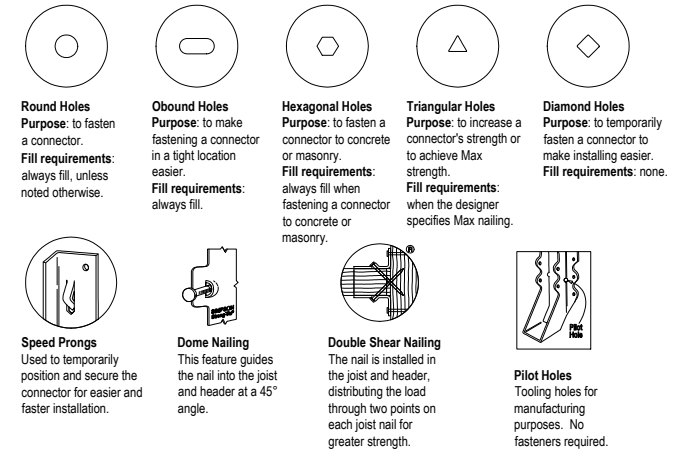 Round Holes
Purpose: to fasten
a connector.
Fill requirements:
always fill, unless
noted otherwise.
Obound Holes
Purpose: to make
fastening a connector
in a tight location
easier.
Fill requirements:
always fill.
Hexagonal Holes
Purpose: to fasten a
connector to concrete
or masonry.
Fill requirements:
always fill when
fastening a connector
to concrete or
masonry.
Triangular Holes
Purpose: to increase a
connector's strength or
to achieve Max
strength.
Fill requirements:
when the designer
specifies Max nailing.
Diamond Holes
Purpose: to temporarily
fasten a connector to
make installing easier.
Fill requirements: none.
Speed Prongs
Used to temporarily
position and secure the
connector for easier and
faster installation.
SIMPSON
Strong-Tie
Dome Nailing
This feature guides
the nail into the joist
and header at a 45°
angle.
®
Double Shear Nailing
The nail is installed in
the joist and header,
distributing the load
through two points on
each joist nail for
greater strength.
Pilot
Hole
Pilot Holes
Tooling holes for
manufacturing
purposes. No
fasteners required.